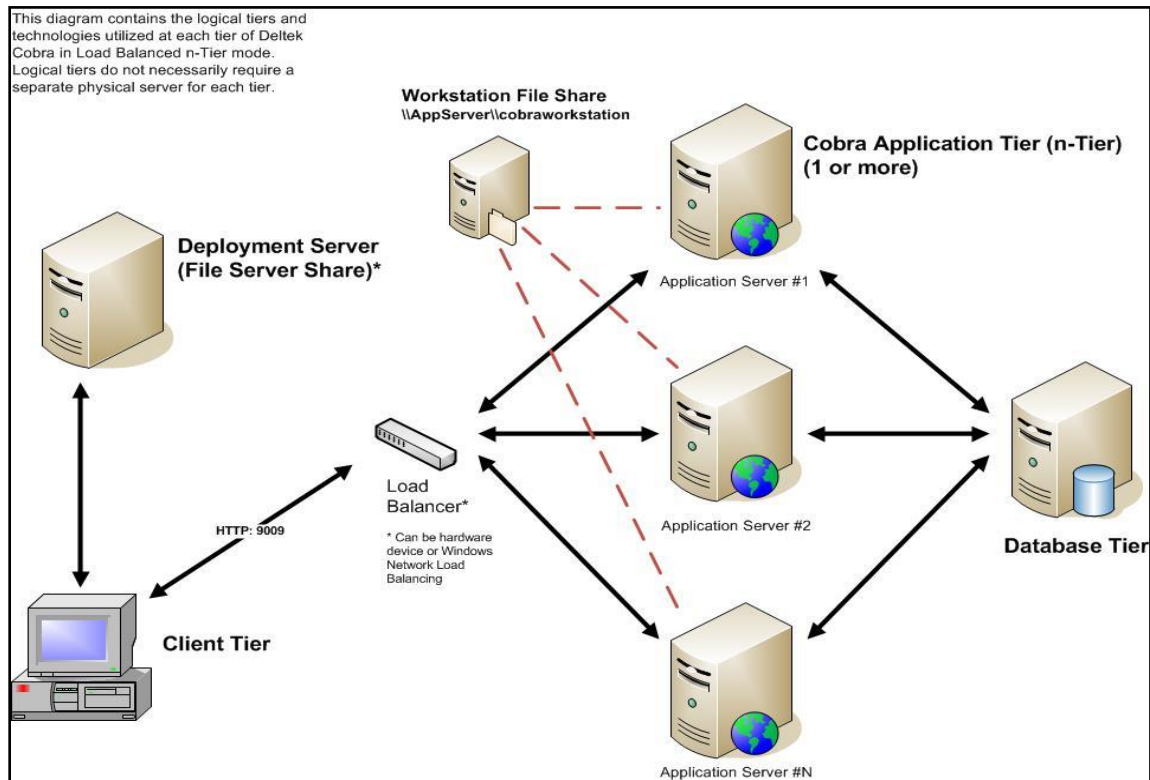 This diagram contains the logical tiers and
technologies utilized at each tier of Deltek
Cobra in Load Balanced n-Tier mode.
Logical tiers do not necessarily require a
separate physical server for each tier.
Workstation File Share
\\AppServer\\cobraworkstation
Cobra Application Tier (n-Tier)
(1 or more)
Deployment Server
(File Server Share)*
Application Server #1
Load
Balancer*
* Can be hardware
device or Windows
Network Load
Balancing
HTTP: 9009
Application Server #2
Database Tier
Client Tier
Application Server #N